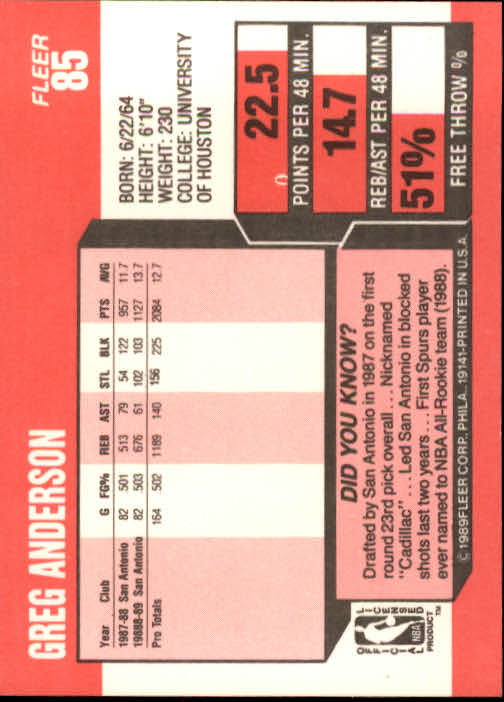 GREG ANDERSON
FLEER
85
BORN: 6/22/64
HEIGHT: 6'10"
WEIGHT: 230
COLLEGE: UNIVERSITY
OF HOUSTON
Year Club G FG% REB AST STL BLK PTS AVG
1987-88 San Antonio 82 .501 513 79 54 122 957 11.7
19888-89 San Antonio 82 .503 676 61 102 103 1127 13.7
Pro Totals 164 .502 1189 140 156 225 2084 12.7
22.5
POINTS PER 48 MIN.
14.7
REB/AST PER 48 MIN.
51%
FREE THROW %
DID YOU KNOW?
Drafted by San Antonio in 1987 on the first
round 23rd pick overall... Nicknamed
"Cadillac"... Led San Antonio in blocked
shots last two years... First Spurs player
ever named to NBA All-Rookie team (1988).
© 1989FLEER CORP., PHILA., 19141-PRINTED IN U.S.A.
OFFICIAL
LICENSED
NBA
PRODUCT™